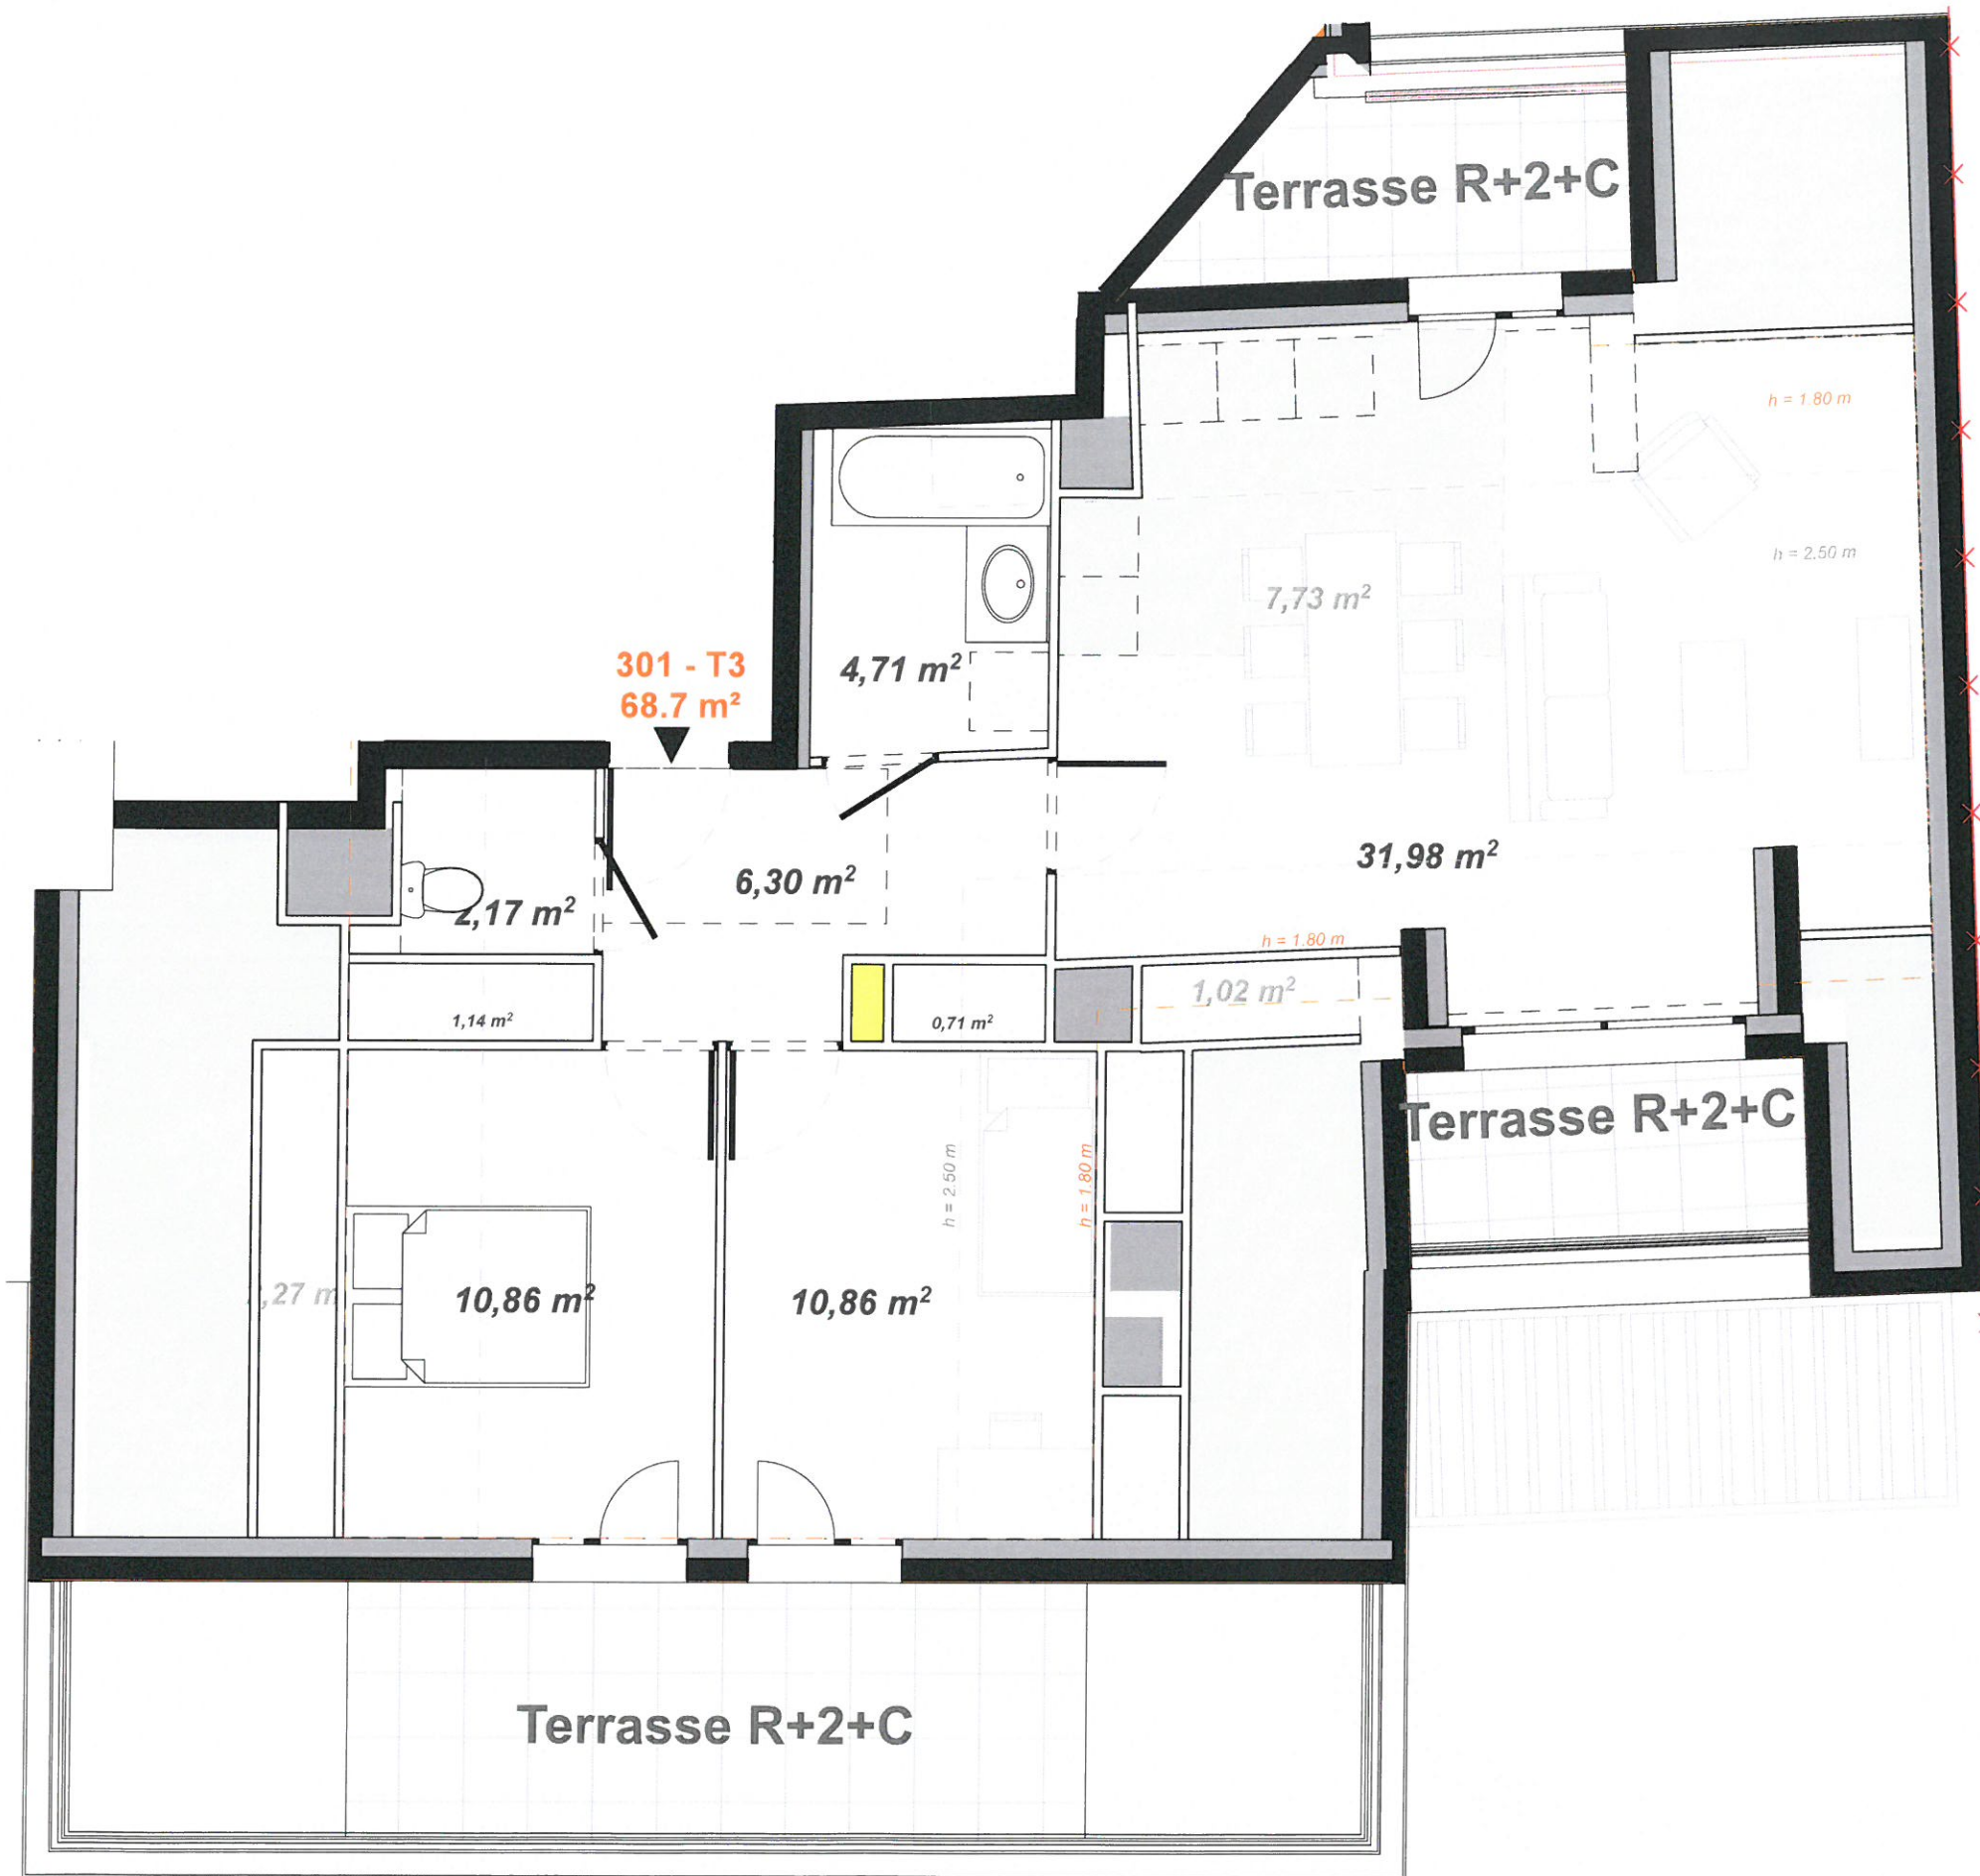 Terrasse R+2+C
h = 1.80 m
h = 2.50 m
7,73 m²
301 - T3
68.7 m²
4,71 m²
31,98 m²
6,30 m²
2,17 m²
h = 1.80 m
1,02 m²
1,14 m²
0,71 m²
Terrasse R+2+C
h = 2.50 m
h = 1.80 m
,27 m
10,86 m²
10,86 m²
Terrasse R+2+C